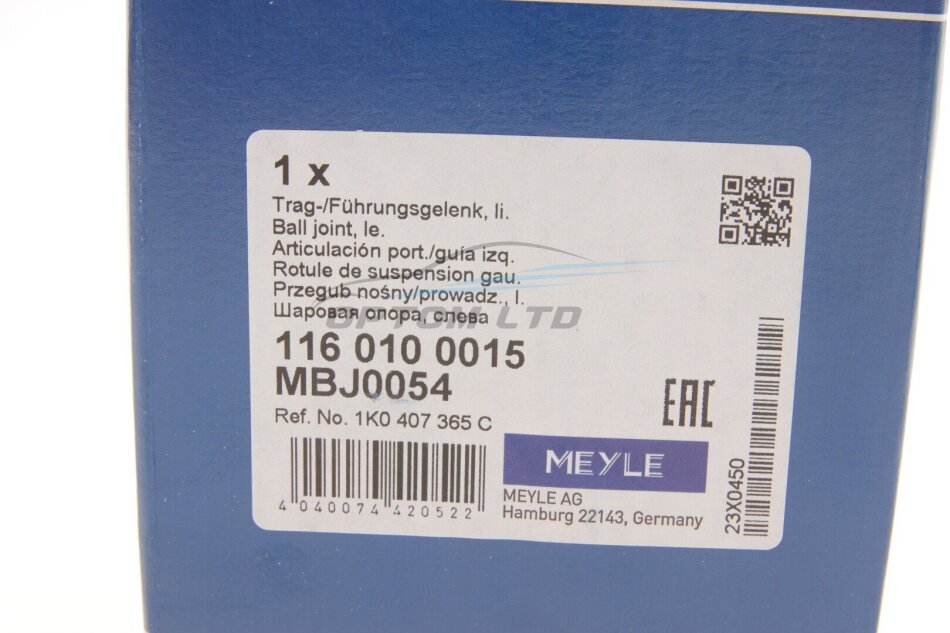 1 x
Trag-/Führungsgelenk, li.
Ball joint, le.
Articulación port./guía izq.
Rotule de suspension gau.
Przegub nośny/prowadz., l.
Шаровая опора, слева
OPTOM LTD
116 010 0015
MBJ0054
Ref. No. 1K0 407 365 C
EAC
MEYLE
MEYLE AG
Hamburg 22143, Germany
4 040074 420522
23X0450